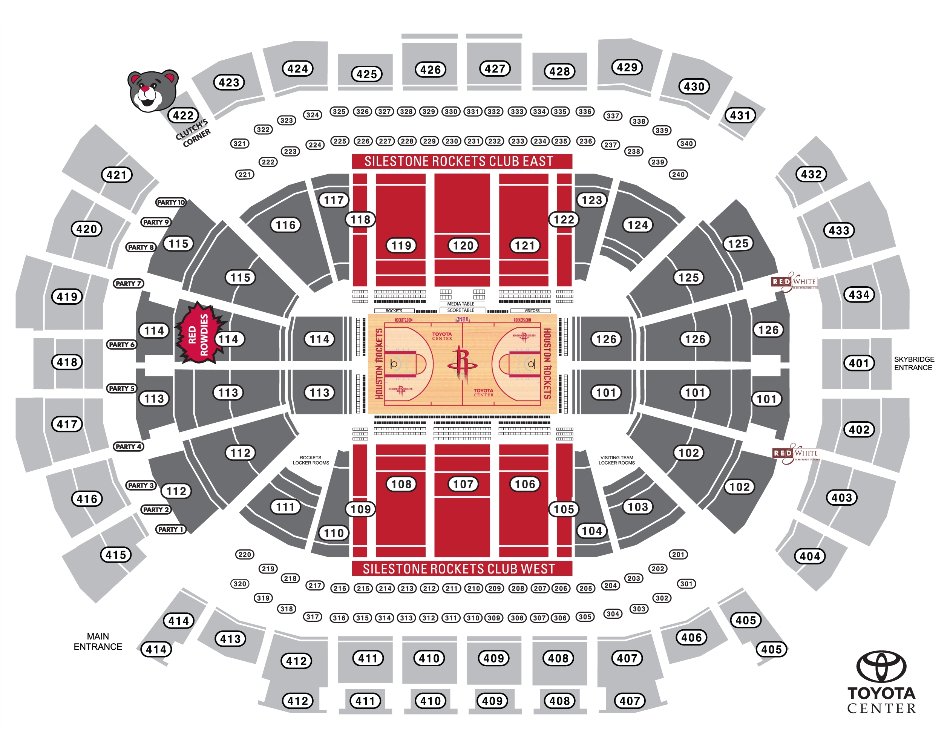 424
425
426
427
428
429
423
430
422
431
CLUTCH'S
CORNER
325 326 327 328 329 330 331 332 333 334 335 336
324
337
323
338
322
339
321
340
225 226 227 228 229 230 231 232 233 234 235 236
224
237
223
238
222
239
221
240
SILESTONE ROCKETS CLUB EAST
421
432
420
433
419
434
418
401
SKYBRIDGE
ENTRANCE
417
402
416
403
415
404
PARTY 10
PARTY 9
PARTY 8
PARTY 7
PARTY 6
PARTY 5
PARTY 4
PARTY 3
PARTY 2
PARTY 1
117
118
122
123
116
124
115
119
120
121
125
115
125
RED & WHITE
MEDIA TABLE
ROCKETS
SCORE TABLE
114
RED
ROWDIES
114
114
126
126
126
HOUSTON ROCKETS
TOYOTA
CENTER
R
TOYOTA
CENTER
HOUSTON ROCKETS
113
113
113
101
101
101
112
102
RED & WHITE
ROCKETS
LOCKER ROOMS
VISITING TEAM
LOCKER ROOMS
112
108
107
106
102
111
109
105
103
110
104
SILESTONE ROCKETS CLUB WEST
220
201
219
202
218
203
217
204
216 215 214 213 212 211 210 209 208 207 206 205
320
301
319
302
318
303
317
304
316 315 314 313 312 311 310 309 308 307 306 305
MAIN
ENTRANCE
414
405
414
405
413
406
412
411
410
409
408
407
412
411
410
409
408
407
TOYOTA
CENTER